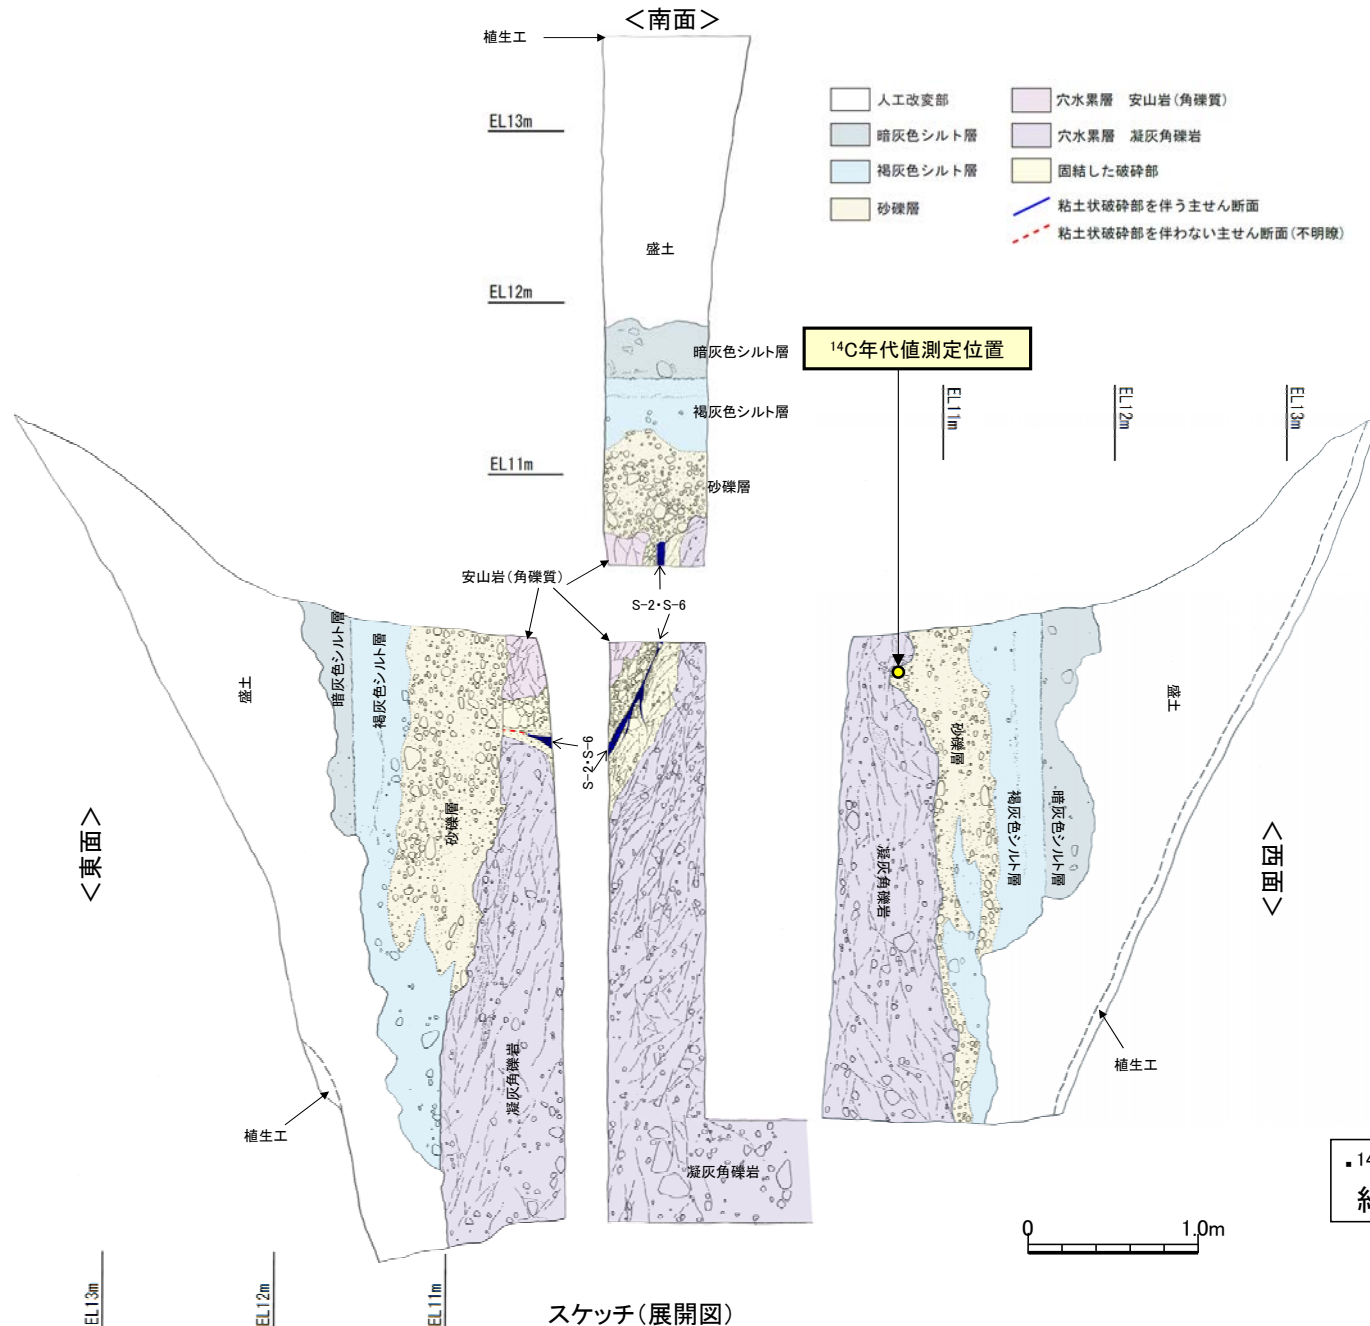 <南面>
植生工
EL13m
EL12m
EL11m
盛土
暗灰色シルト層
褐灰色シルト層
砂礫層
安山岩(角礫質)
S-2・S-6
人工改変部
暗灰色シルト層
褐灰色シルト層
砂礫層
穴水累層　安山岩(角礫質)
穴水累層　凝灰角礫岩
固結した破砕部
粘土状破砕部を伴う主せん断面
粘土状破砕部を伴わない主せん断面(不明瞭)
¹⁴C年代値測定位置
EL11m
EL12m
EL13m
<東面>
盛土
暗灰色シルト層
褐灰色シルト層
砂礫層
凝灰角礫岩
植生工
S-2・S-6
S-2・S-6
凝灰角礫岩
凝灰角礫岩
砂礫層
褐灰色シルト層
暗灰色シルト層
盛土
<西面>
植生工
▪14
0
1.0m
EL13m
EL12m
EL11m
スケッチ(展開図)